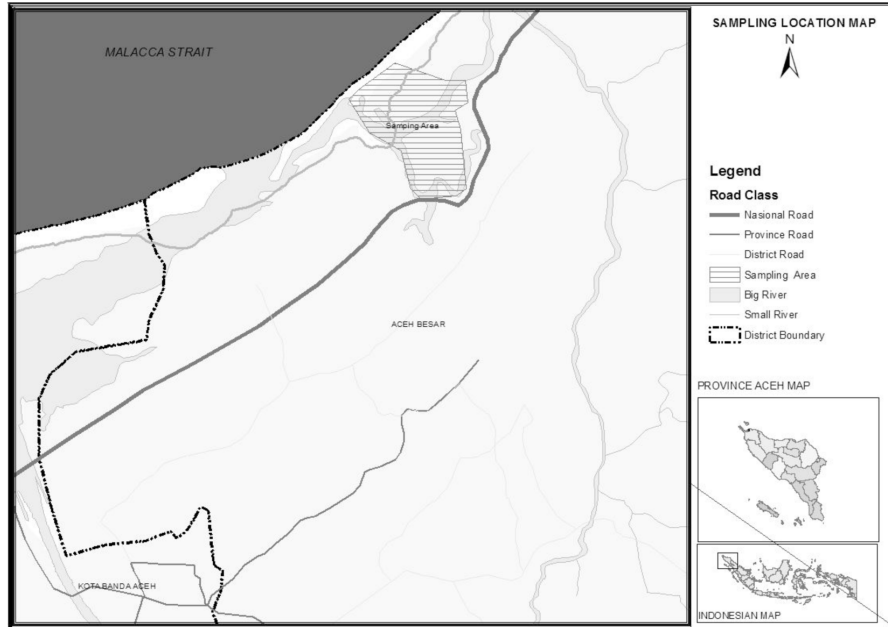 MALACCA STRAIT
Samping Area
ACEH BESAR
KOTA BANDA ACEH
SAMPLING LOCATION MAP
N
Legend
Road Class
Nasional Road
Province Road
District Road
Sampling Area
Big River
Small River
District Boundary
PROVINCE ACEH MAP
INDONESIAN MAP